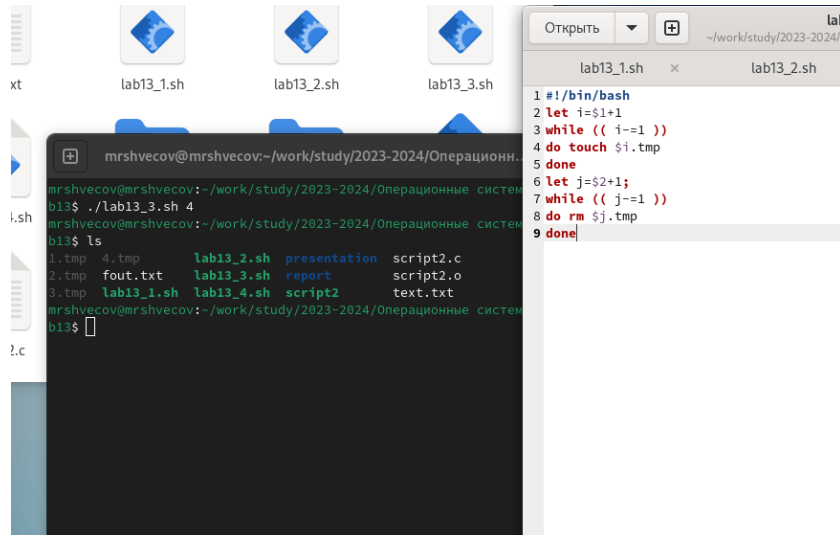 xt
lab13_1.sh
lab13_2.sh
lab13_3.sh
4.sh
2.c
mrshvecov@mrshvecov:~/work/study/2023-2024/Операционн...
mrshvecov@mrshvecov:~/work/study/2023-2024/Операционные систем
b13$ ./lab13_3.sh 4
mrshvecov@mrshvecov:~/work/study/2023-2024/Операционные систем
b13$ ls
1.tmp 4.tmp lab13_2.sh presentation script2.c
2.tmp fout.txt lab13_3.sh report script2.o
3.tmp lab13_1.sh lab13_4.sh script2 text.txt
mrshvecov@mrshvecov:~/work/study/2023-2024/Операционные систем
b13$
Открыть
la
~/work/study/2023-2024/
lab13_1.sh ×
lab13_2.sh
1 #!/bin/bash
2 let i=$1+1
3 while (( i-=1 ))
4 do touch $i.tmp
5 done
6 let j=$2+1;
7 while (( j-=1 ))
8 do rm $j.tmp
9 done